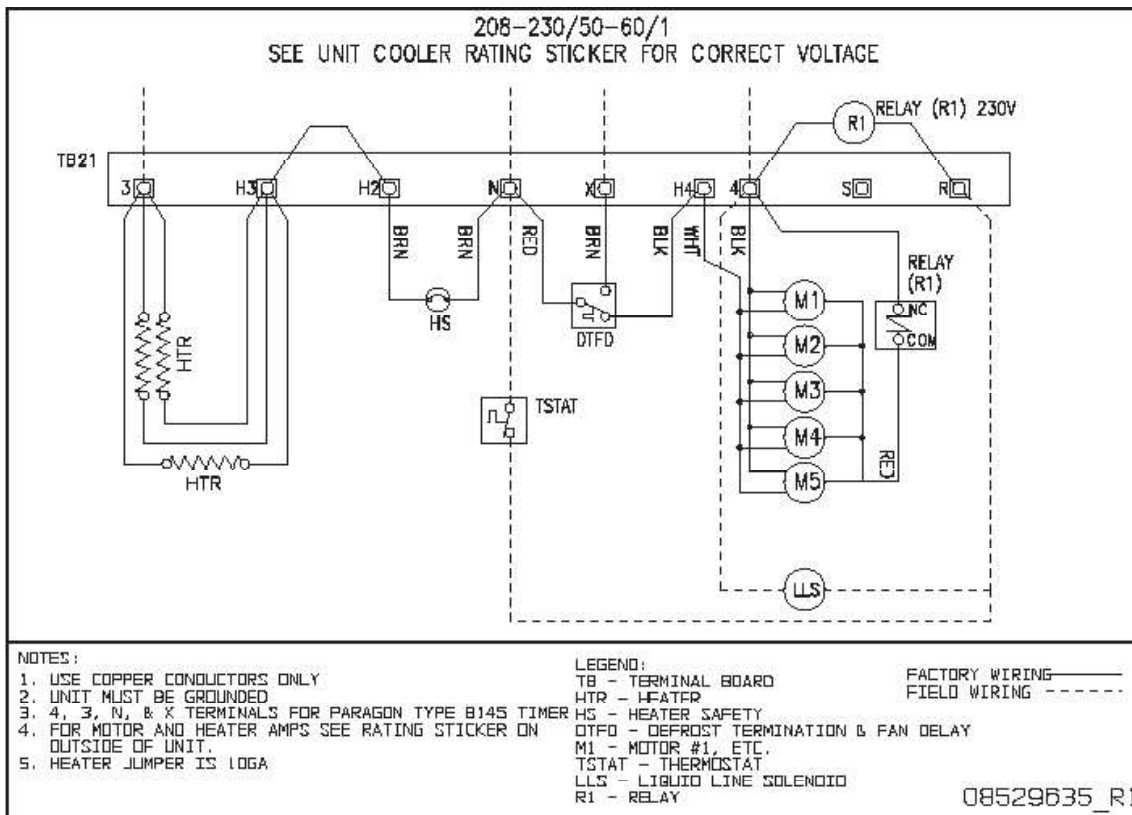 208-230/50-60/1
SEE UNIT COOLER RATING STICKER FOR CORRECT VOLTAGE
RELAY (R1) 230V
R1
TB21
3
H3
H2
N
X
H4
4
S
R
BRN
BRN
RED
BRN
BLK
WHT
BLK
RELAY
(R1)
NC
COM
HS
DTFD
M1
M2
M3
M4
M5
HTR
HTR
TSTAT
RED
LLS
NOTES:
1. USE COPPER CONDUCTORS ONLY
2. UNIT MUST BE GROUNDED
3. 4, 3, N, & X TERMINALS FOR PARAGON TYPE 8145 TIMER
4. FOR MOTOR AND HEATER AMPS SEE RATING STICKER ON
OUTSIDE OF UNIT.
5. HEATER JUMPER IS 10GA
LEGEND:
TB - TERMINAL BOARD
HTR - HEATER
HS - HEATER SAFETY
DTFD - DEFROST TERMINATION & FAN DELAY
M1 - MOTOR #1, ETC.
TSTAT - THERMOSTAT
LLS - LIQUID LINE SOLENOID
R1 - RELAY
FACTORY WIRING
FIELD WIRING
08529635_R1